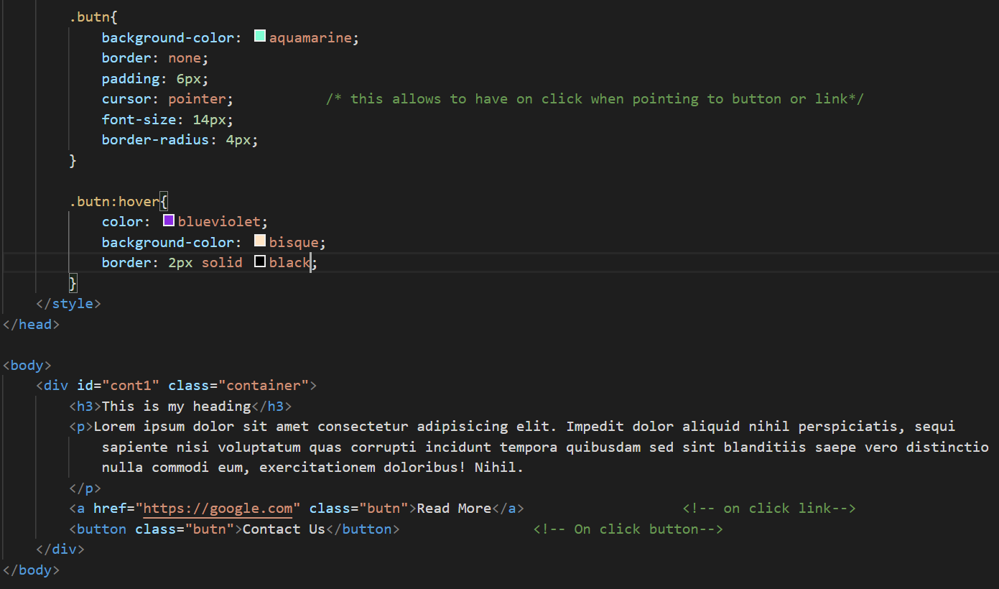 .butn{
background-color: aquamarine;
border: none;
padding: 6px;
cursor: pointer; /* this allows to have on click when pointing to button or link*/
font-size: 14px;
border-radius: 4px;
}
.butn:hover{
color: blueviolet;
background-color: bisque;
border: 2px solid black;
}
</style>
</head>
<body>
<div id="cont1" class="container">
<h3>This is my heading</h3>
<p>Lorem ipsum dolor sit amet consectetur adipisicing elit. Impedit dolor aliquid nihil perspiciatis, sequi
sapiente nisi voluptatum quas corrupti incidunt tempora quibusdam sed sint blanditiis saepe vero distinctio
nulla commodi eum, exercitationem doloribus! Nihil.
</p>
<a href="https://google.com" class="butn">Read More</a> <!-- on click link-->
<button class="butn">Contact Us</button> <!-- On click button-->
</div>
</body>